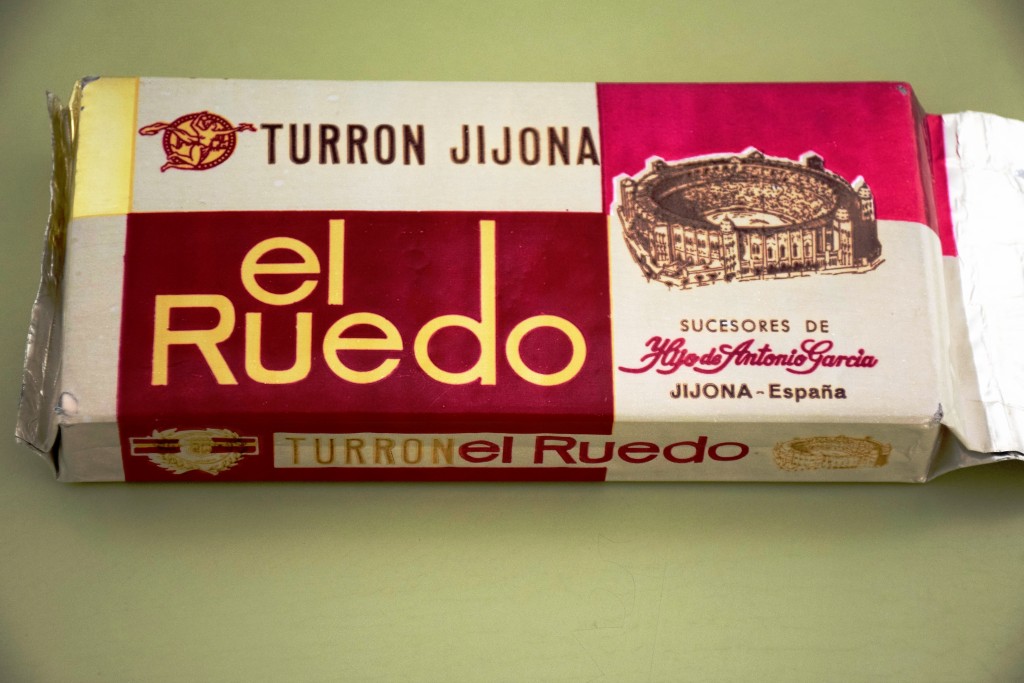 TURRON JIJONA
el
Ruedo
SUCESORES DE
Hijo de Antonio Garcia
JIJONA - España
TURRON el Ruedo